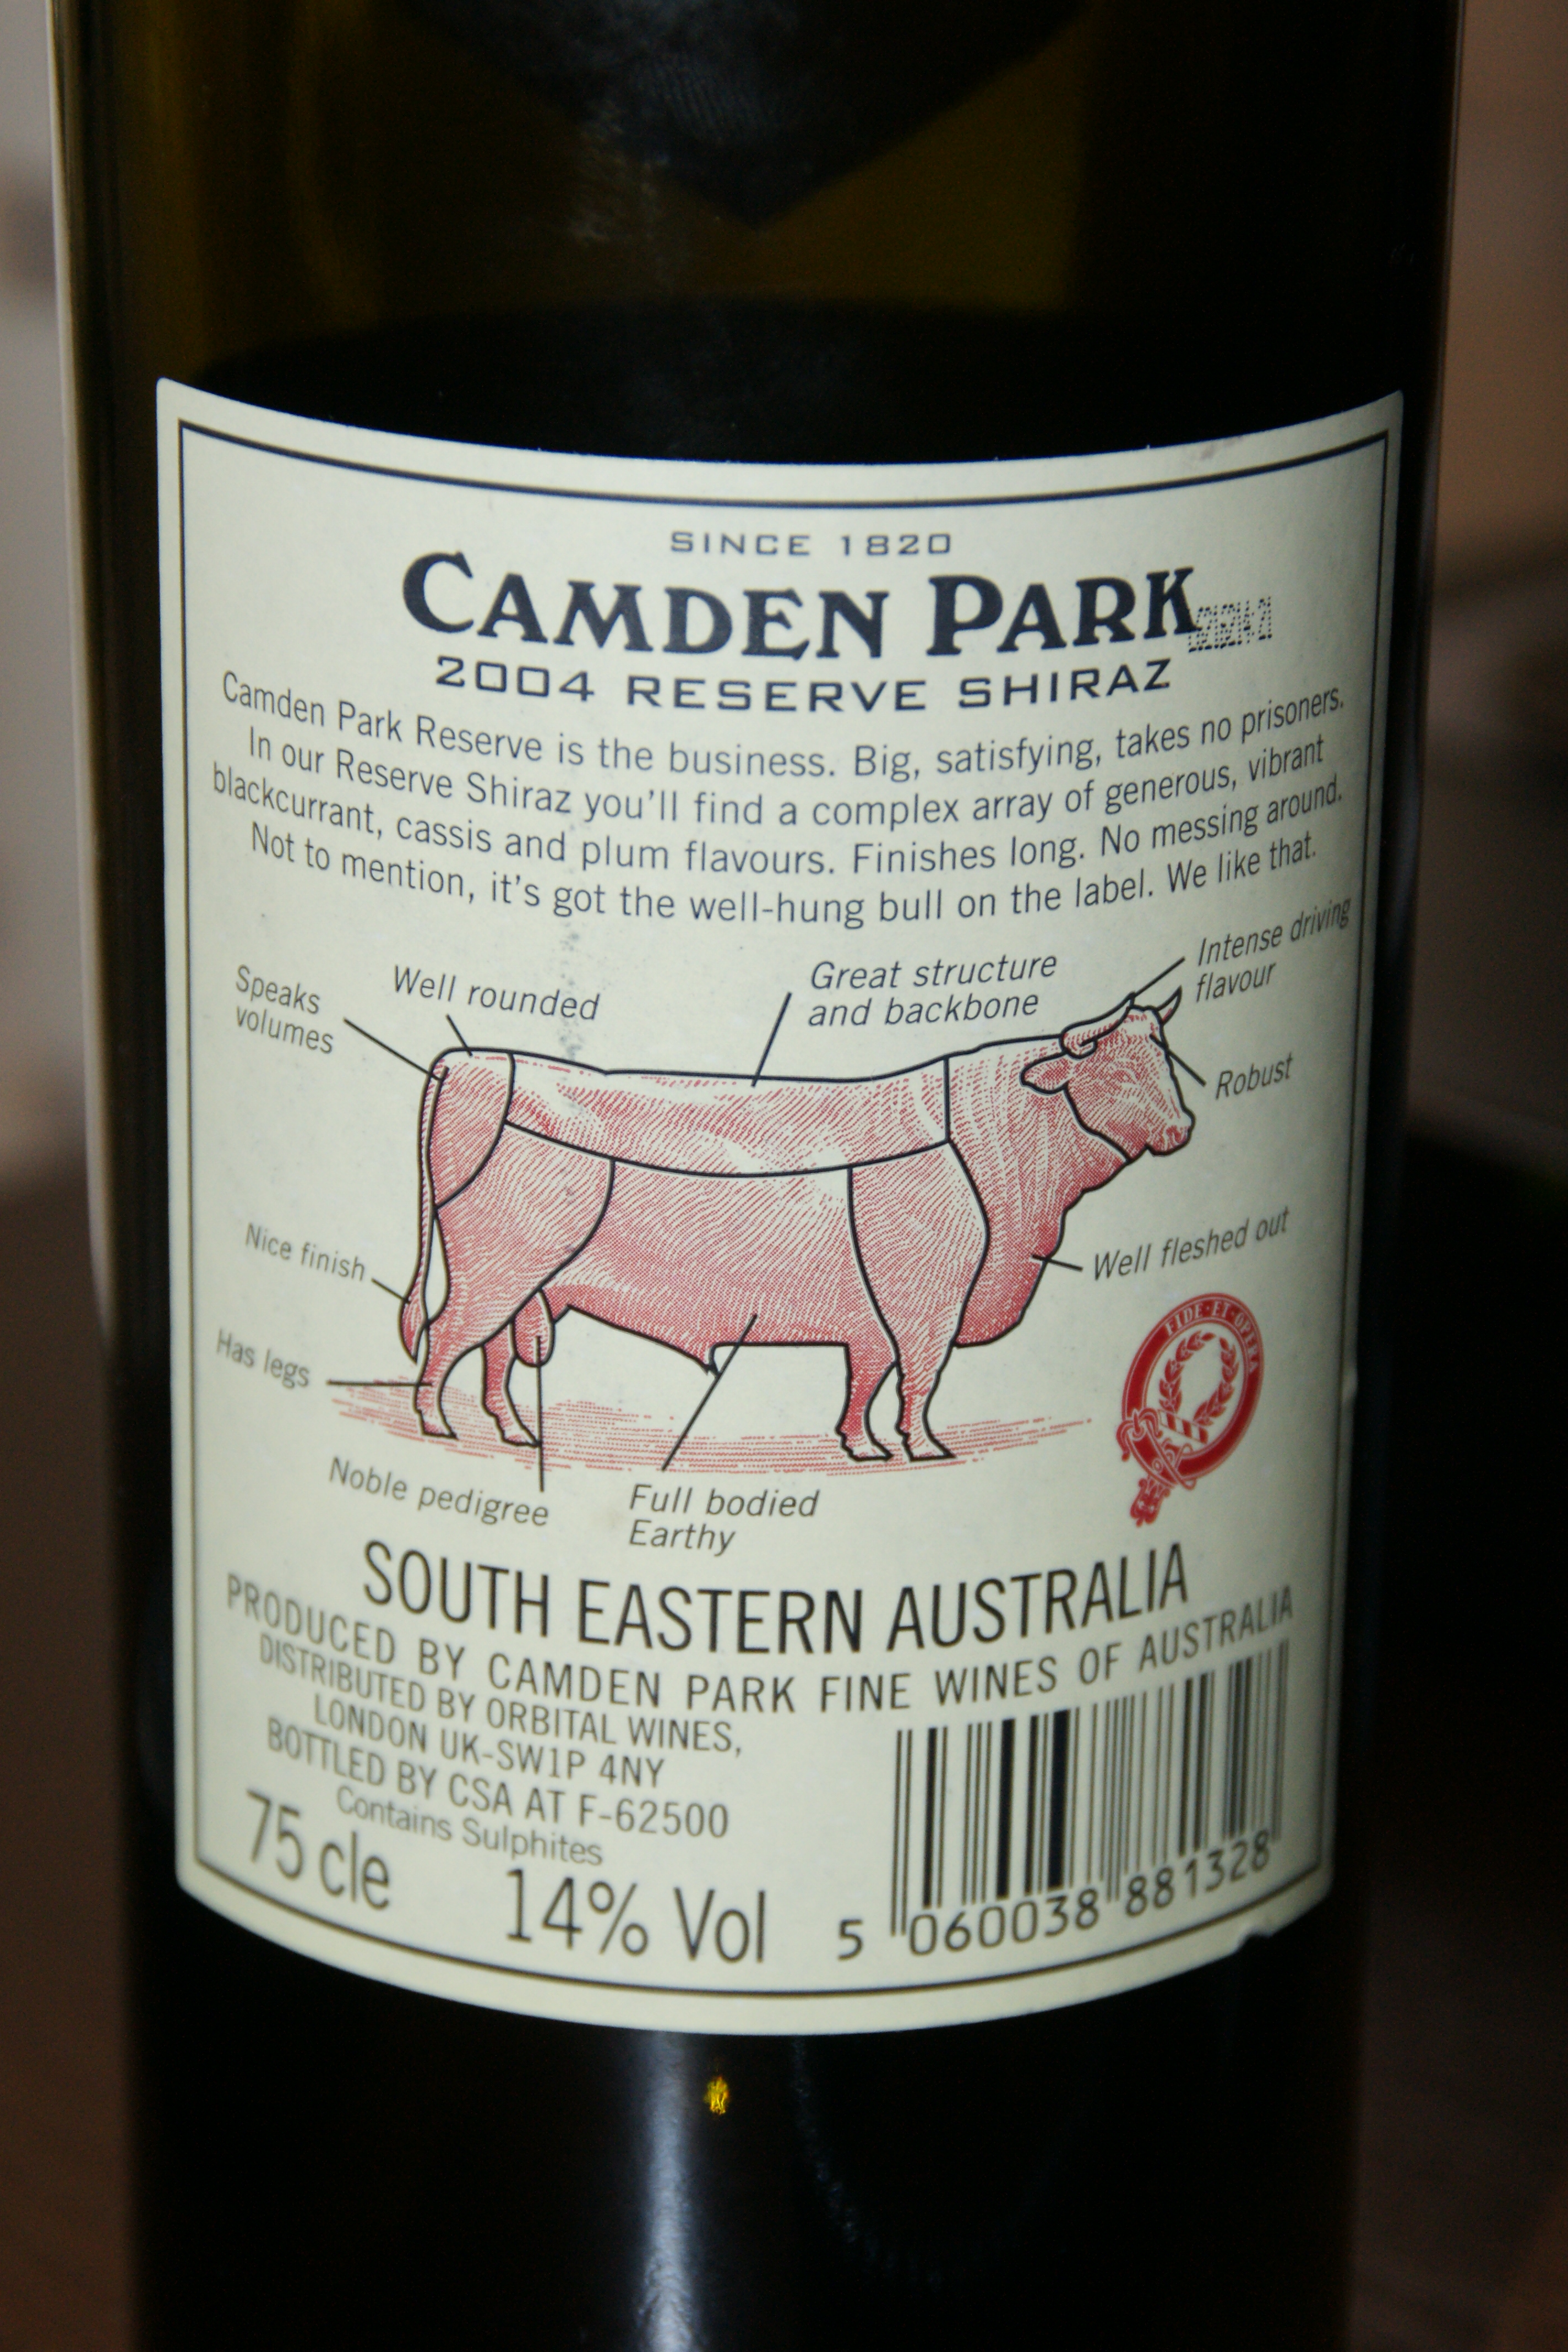 SINCE 1820
CAMDEN PARK
2004 RESERVE SHIRAZ
Camden Park Reserve is the business. Big, satisfying, takes no prisoners.
In our Reserve Shiraz you'll find a complex array of generous, vibrant
blackcurrant, cassis and plum flavours. Finishes long. No messing around.
Not to mention, it's got the well-hung bull on the label. We like that.
Speaks
volumes
Well rounded
Great structure
and backbone
Intense driving
flavour
Robust
Nice finish
Well fleshed out
Has legs
FIDE·ET·OPERA
Noble pedigree
Full bodied
Earthy
SOUTH EASTERN AUSTRALIA
PRODUCED BY CAMDEN PARK FINE WINES OF AUSTRALIA
DISTRIBUTED BY ORBITAL WINES,
LONDON UK-SW1P 4NY
BOTTLED BY CSA AT F-62500
Contains Sulphites
75 cle
14% Vol
5 060038 881328